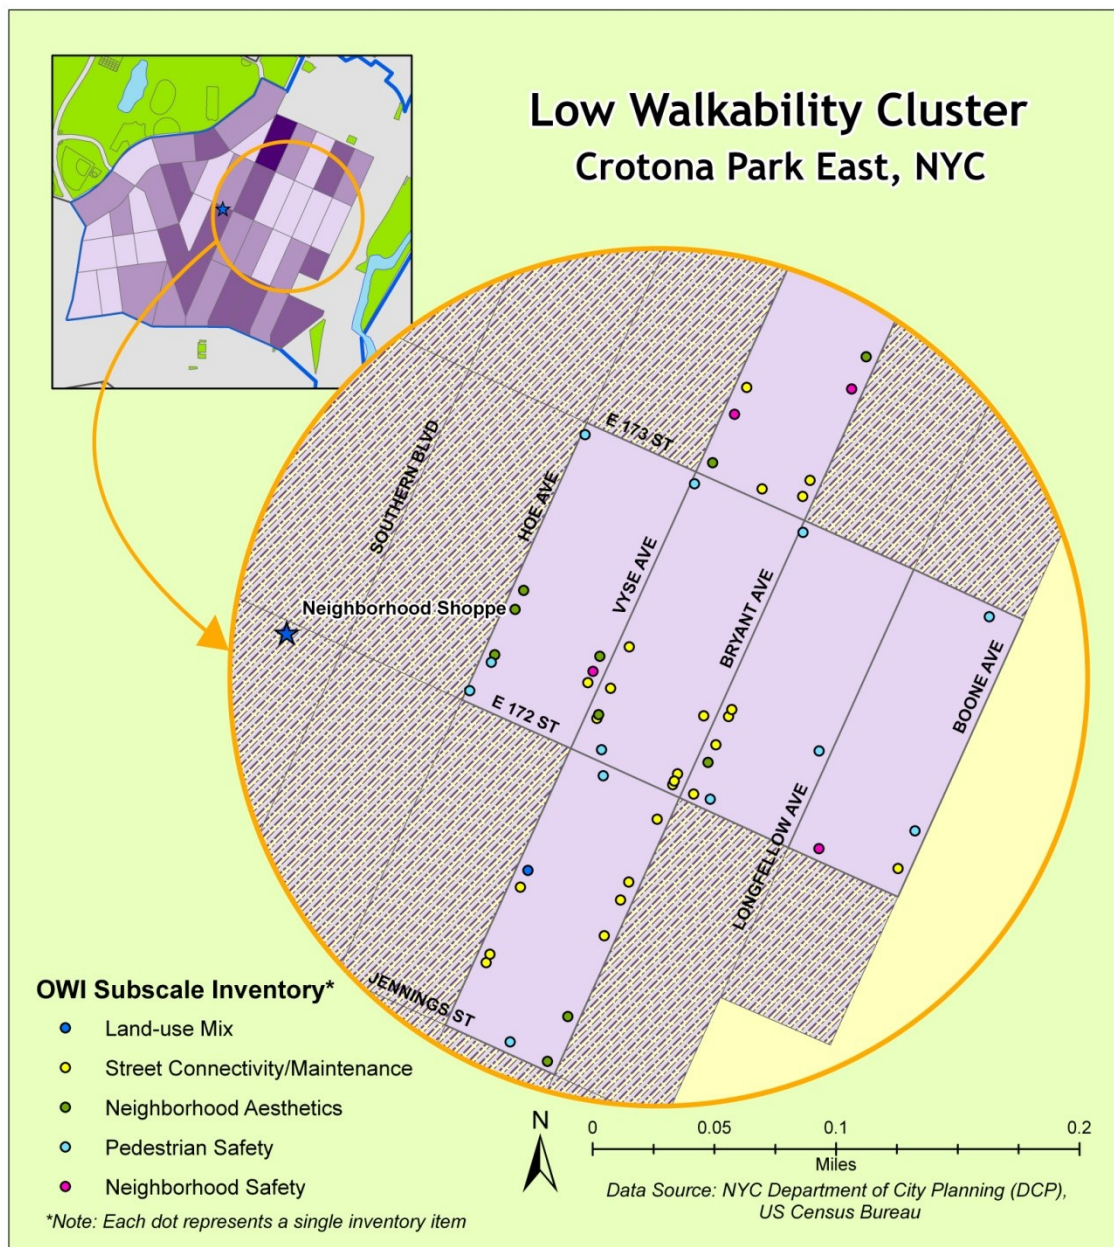 Low Walkability Cluster
Crotona Park East, NYC
E 173 ST
SOUTHERN BLVD
HOE AVE
VYSE AVE
Neighborhood Shoppe
BRYANT AVE
BOONE AVE
E 172 ST
LONGFELLOW AVE
JENNINGS ST
OWI Subscale Inventory*
Land-use Mix
Street Connectivity/Maintenance
Neighborhood Aesthetics
Pedestrian Safety
Neighborhood Safety
*Note: Each dot represents a single inventory item
N
0 0.05 0.1 0.2
Miles
Data Source: NYC Department of City Planning (DCP),
US Census Bureau